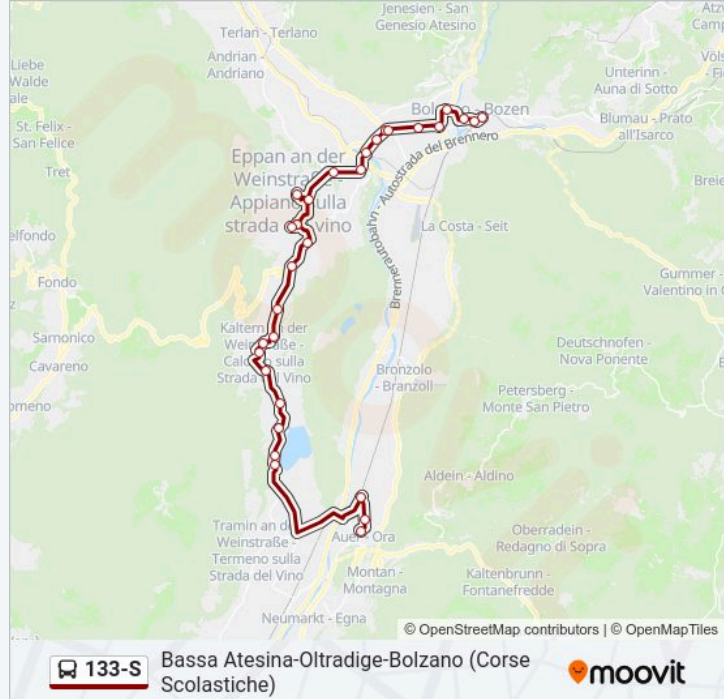 Jenesien - San
Genesio Atesino
Terlan - Terlano
Andrian -
Andriano
Unterinn -
Auna di Sotto
Blumau - Prato
all'Isarco
Liebe
Walde
ale
St. Felix -
San Felice
Tret
Eppan an der
Weinstraße -
Appiano sulla
strada del vino
Brennerautobahn - Autostrada del Brennero
La Costa - Seit
Fondo
Gummer -
Valentino in C
Sarnonico
Cavareno
Kaltern an der
Weinstraße -
Caldaro sulla
Strada del Vino
Deutschnofen -
Nova Ponente
Bronzolo
- Branzoll
Petersberg -
Monte San Pietro
Aldein - Aldino
Tramin an der
Weinstraße -
Termeno sulla
Strada del Vino
Auer - Ora
Oberradein -
Redagno di Sopra
Montan -
Montagna
Kaltenbrunn -
Fontanefredde
Neumarkt - Egna
© OpenStreetMap contributors | © OpenMapTiles
133-S
Bassa Atesina-Oltradige-Bolzano (Corse
Scolastiche)
moovit